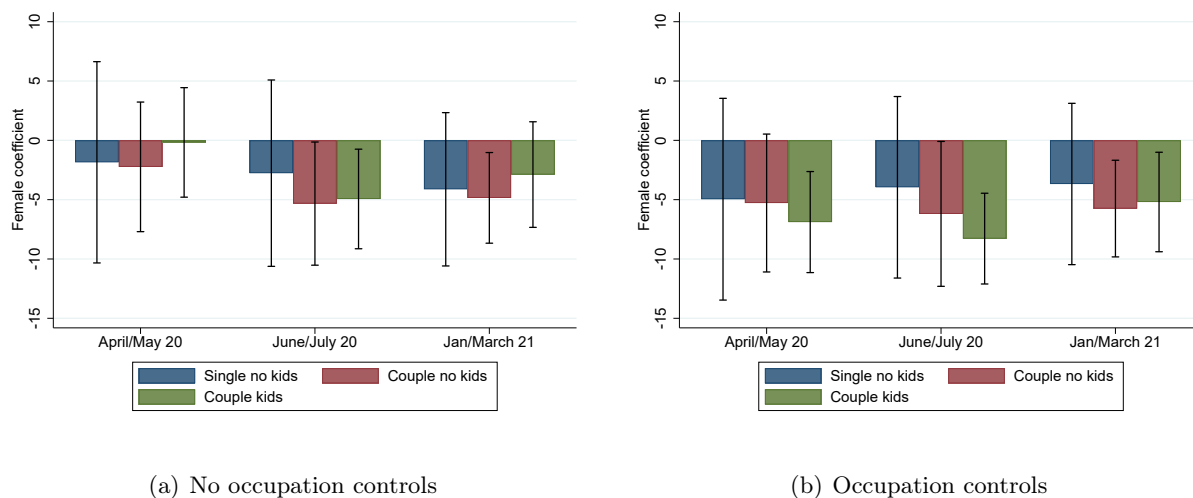 10
5
0
-5
-10
-15
Female coefficient
April/May 20
June/July 20
Jan/March 21
Single no kids
Couple no kids
Couple kids
(a) No occupation controls
10
5
0
-5
-10
-15
Female coefficient
April/May 20
June/July 20
Jan/March 21
Single no kids
Couple no kids
Couple kids
(b) Occupation controls